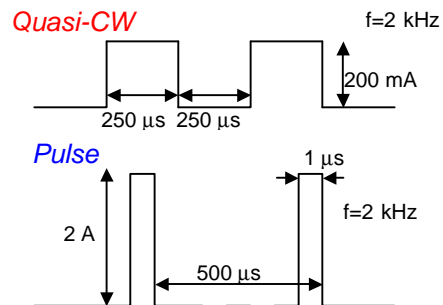 Quasi-CW
f=2 kHz
200 mA
250 μs 250 μs
Pulse
1 μs
2 A
f=2 kHz
500 μs